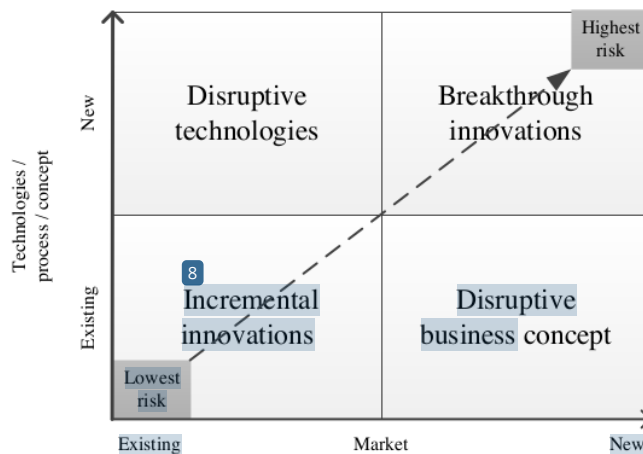 Highest
risk
Disruptive
technologies
Breakthrough
innovations
New
Technologies /
process / concept
8
Incremental
innovations
Disruptive
business concept
Existing
Lowest
risk
Existing
Market
New